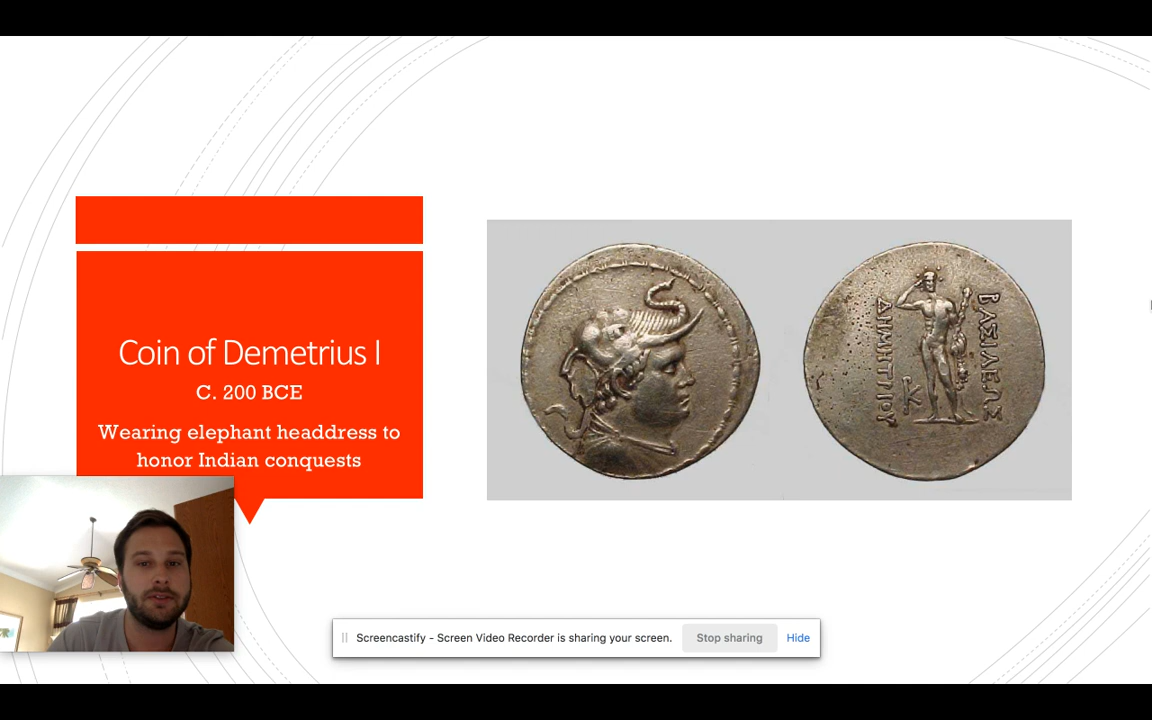 Coin of Demetrius I
C. 200 BCE
Wearing elephant headdress to
honor Indian conquests
ΔΗΜΗΤΡΙΟΥ
ΒΑΣΙΛΕΩΣ
Screencastify - Screen Video Recorder is sharing your screen.
Stop sharing
Hide